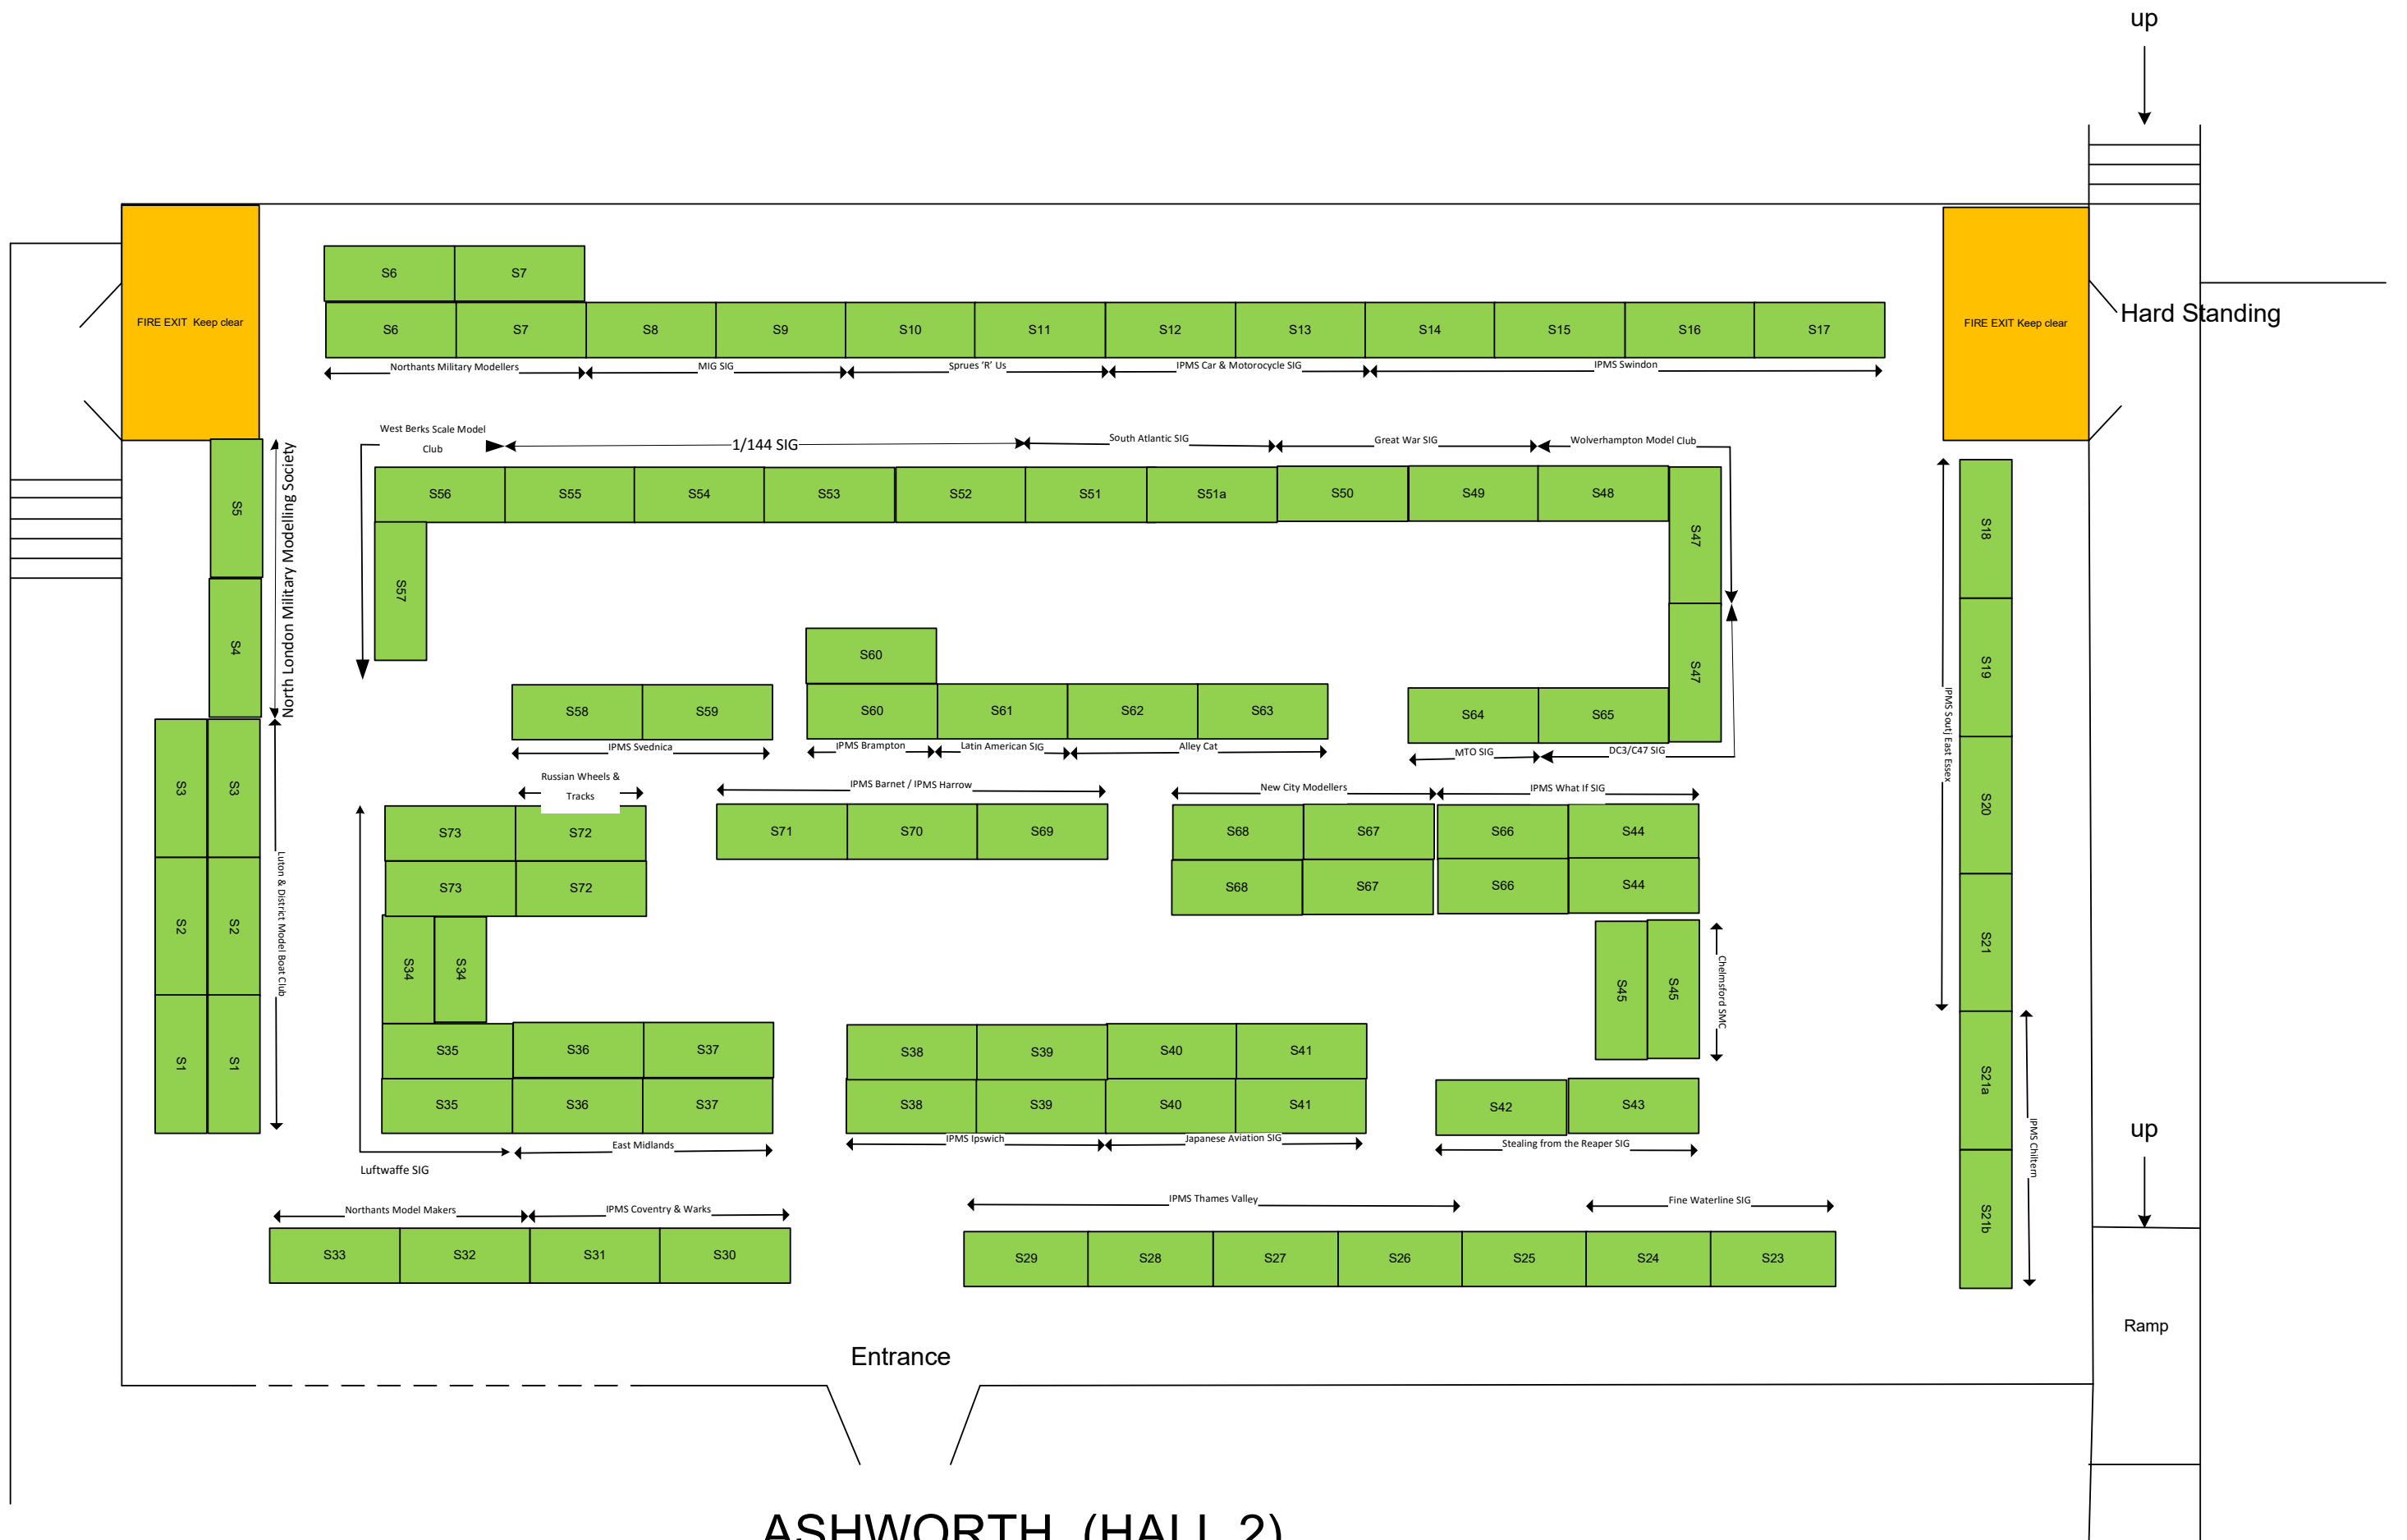 up
FIRE EXIT  Keep clear
FIRE EXIT Keep clear
Hard Standing
S6 S7
S6 S7 S8 S9 S10 S11 S12 S13 S14 S15 S16 S17
Northants Military Modellers
MIG SIG
Sprues ‘R’ Us
IPMS Car & Motorocycle SIG
IPMS Swindon
West Berks Scale Model
Club
1/144 SIG
South Atlantic SIG
Great War SIG
Wolverhampton Model Club
S56 S55 S54 S53 S52 S51 S51a S50 S49 S48
S47
S47
S57
S5
S4
North London Military Modelling Society
S3 S3
S2 S2
S1 S1
Luton & District Model Boat Club
S18
S19
S20
S21
S21a
S21b
IPMS Soutj East Essex
IPMS Chiltern
S60
S58 S59
S60 S61 S62 S63
S64 S65
IPMS Svednica
IPMS Brampton
Latin American SIG
Alley Cat
MTO SIG
DC3/C47 SIG
Russian Wheels &
Tracks
IPMS Barnet / IPMS Harrow
New City Modellers
IPMS What If SIG
S73 S72
S71 S70 S69
S68 S67
S66 S44
S73 S72
S68 S67
S66 S44
S34 S34
S45 S45
Chelmsford SMC
S35 S36 S37
S38 S39 S40 S41
S35 S36 S37
S38 S39 S40 S41
S42 S43
Luftwaffe SIG
East Midlands
IPMS Ipswich
Japanese Aviation SIG
Stealing from the Reaper SIG
Northants Model Makers
IPMS Coventry & Warks
IPMS Thames Valley
Fine Waterline SIG
S33 S32 S31 S30
S29 S28 S27 S26 S25 S24 S23
up
Ramp
Entrance
ASHWORTH  (HALL 2)